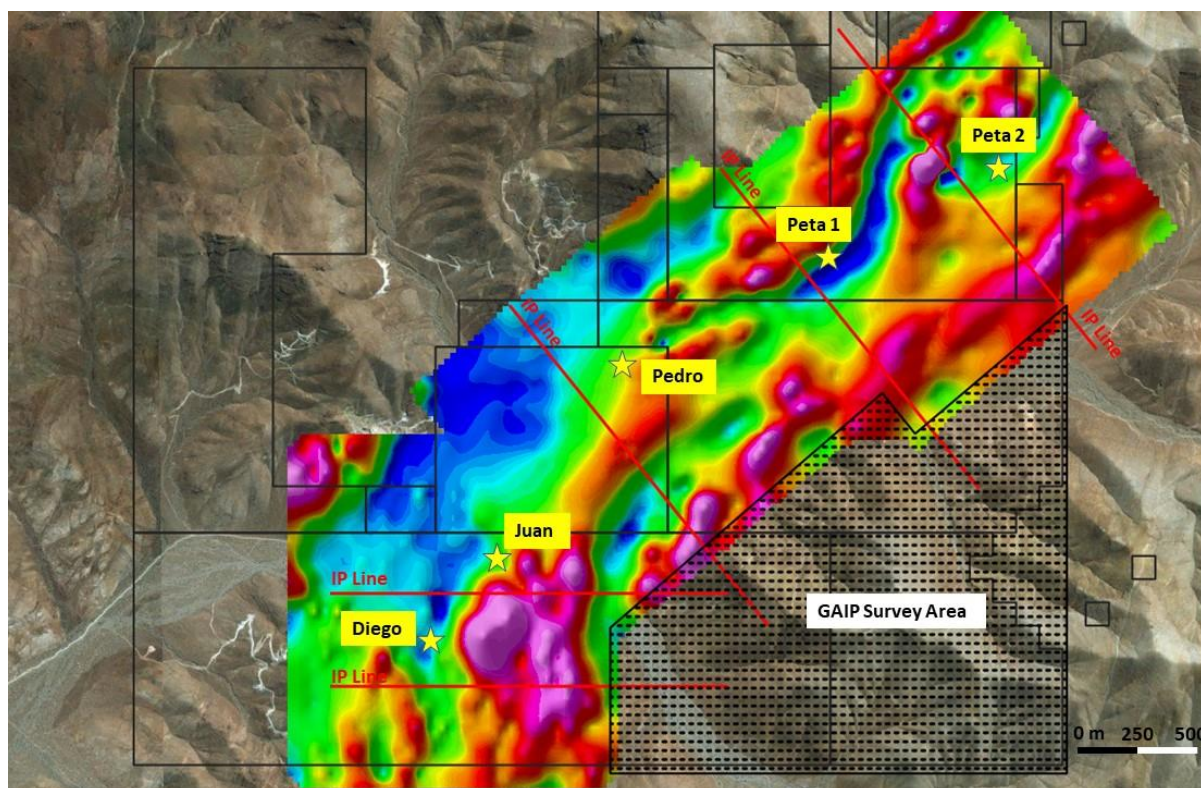 Peta 2
IP Line
Peta 1
IP Line
IP Line
Pedro
Juan
IP Line
GAIP Survey Area
Diego
IP Line
0 m 250 500